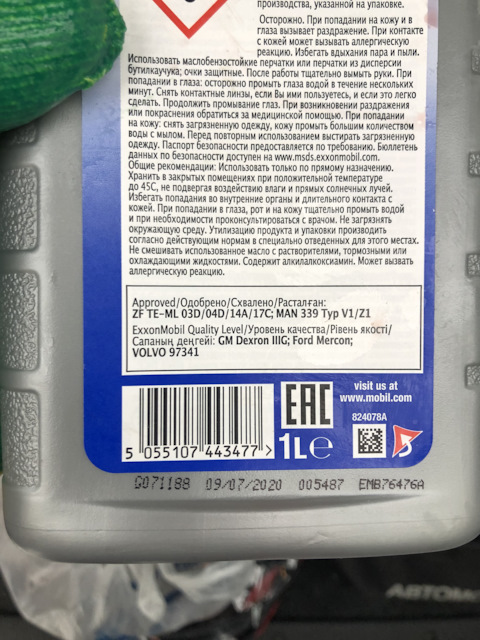 производства, указанной на упаковке.
Осторожно. При попадании на кожу и в
глаза вызывает раздражение. При контакте
с кожей может вызывать аллергическую
реакцию. Избегать вдыхания пара и пыли.
Использовать маслобензостойкие перчатки или перчатки из дисперсии
бутилкаучука; очки защитные. После работы тщательно вымыть руки. При
попадании в глаза: осторожно промыть глаза водой в течение нескольких
минут. Снять контактные линзы, если Вы ими пользуетесь, и если это легко
сделать. Продолжить промывание глаз. При возникновении раздражения
или покраснения обратиться за медицинской помощью. При попадании
на кожу: снять загрязненную одежду, кожу промыть большим количеством
воды с мылом. Перед повторным использованием выстирать загрязненную
одежду. Паспорт безопасности предоставляется по требованию. Бюллетень
данных по безопасности доступен на www.msds.exxonmobil.com.
Общие рекомендации: Использовать только по прямому назначению.
Хранить в закрытых помещениях при положительной температуре
до 45С, не подвергая воздействию влаги и прямых солнечных лучей.
Избегать попадания во внутренние органы и длительного контакта с
кожей. При попадании в глаза, рот и на кожу тщательно промыть водой
и при необходимости проконсультироваться с врачом. Не загрязнять
окружающую среду. Утилизацию продукта и упаковки производить
согласно действующим нормам в специально отведенных для этого местах.
Не смешивать использованное масло с растворителями, тормозными или
охлаждающими жидкостями. Содержит алкилалкоксиамин. Может вызвать
аллергическую реакцию.
Approved/Одобрено/Схвалено/Расталған:
ZF TE-ML 03D/04D/14A/17C; MAN 339 Typ V1/Z1
ExxonMobil Quality Level/Уровень качества/Рівень якості/
Сапаның деңгейі: GM Dexron IIIG; Ford Mercon;
VOLVO 97341
EAC
visit us at
www.mobil.com
824078A
5 055107 443477 >
1L e
G071188 09/07/2020 005487 EMB76476A
АВТОМО